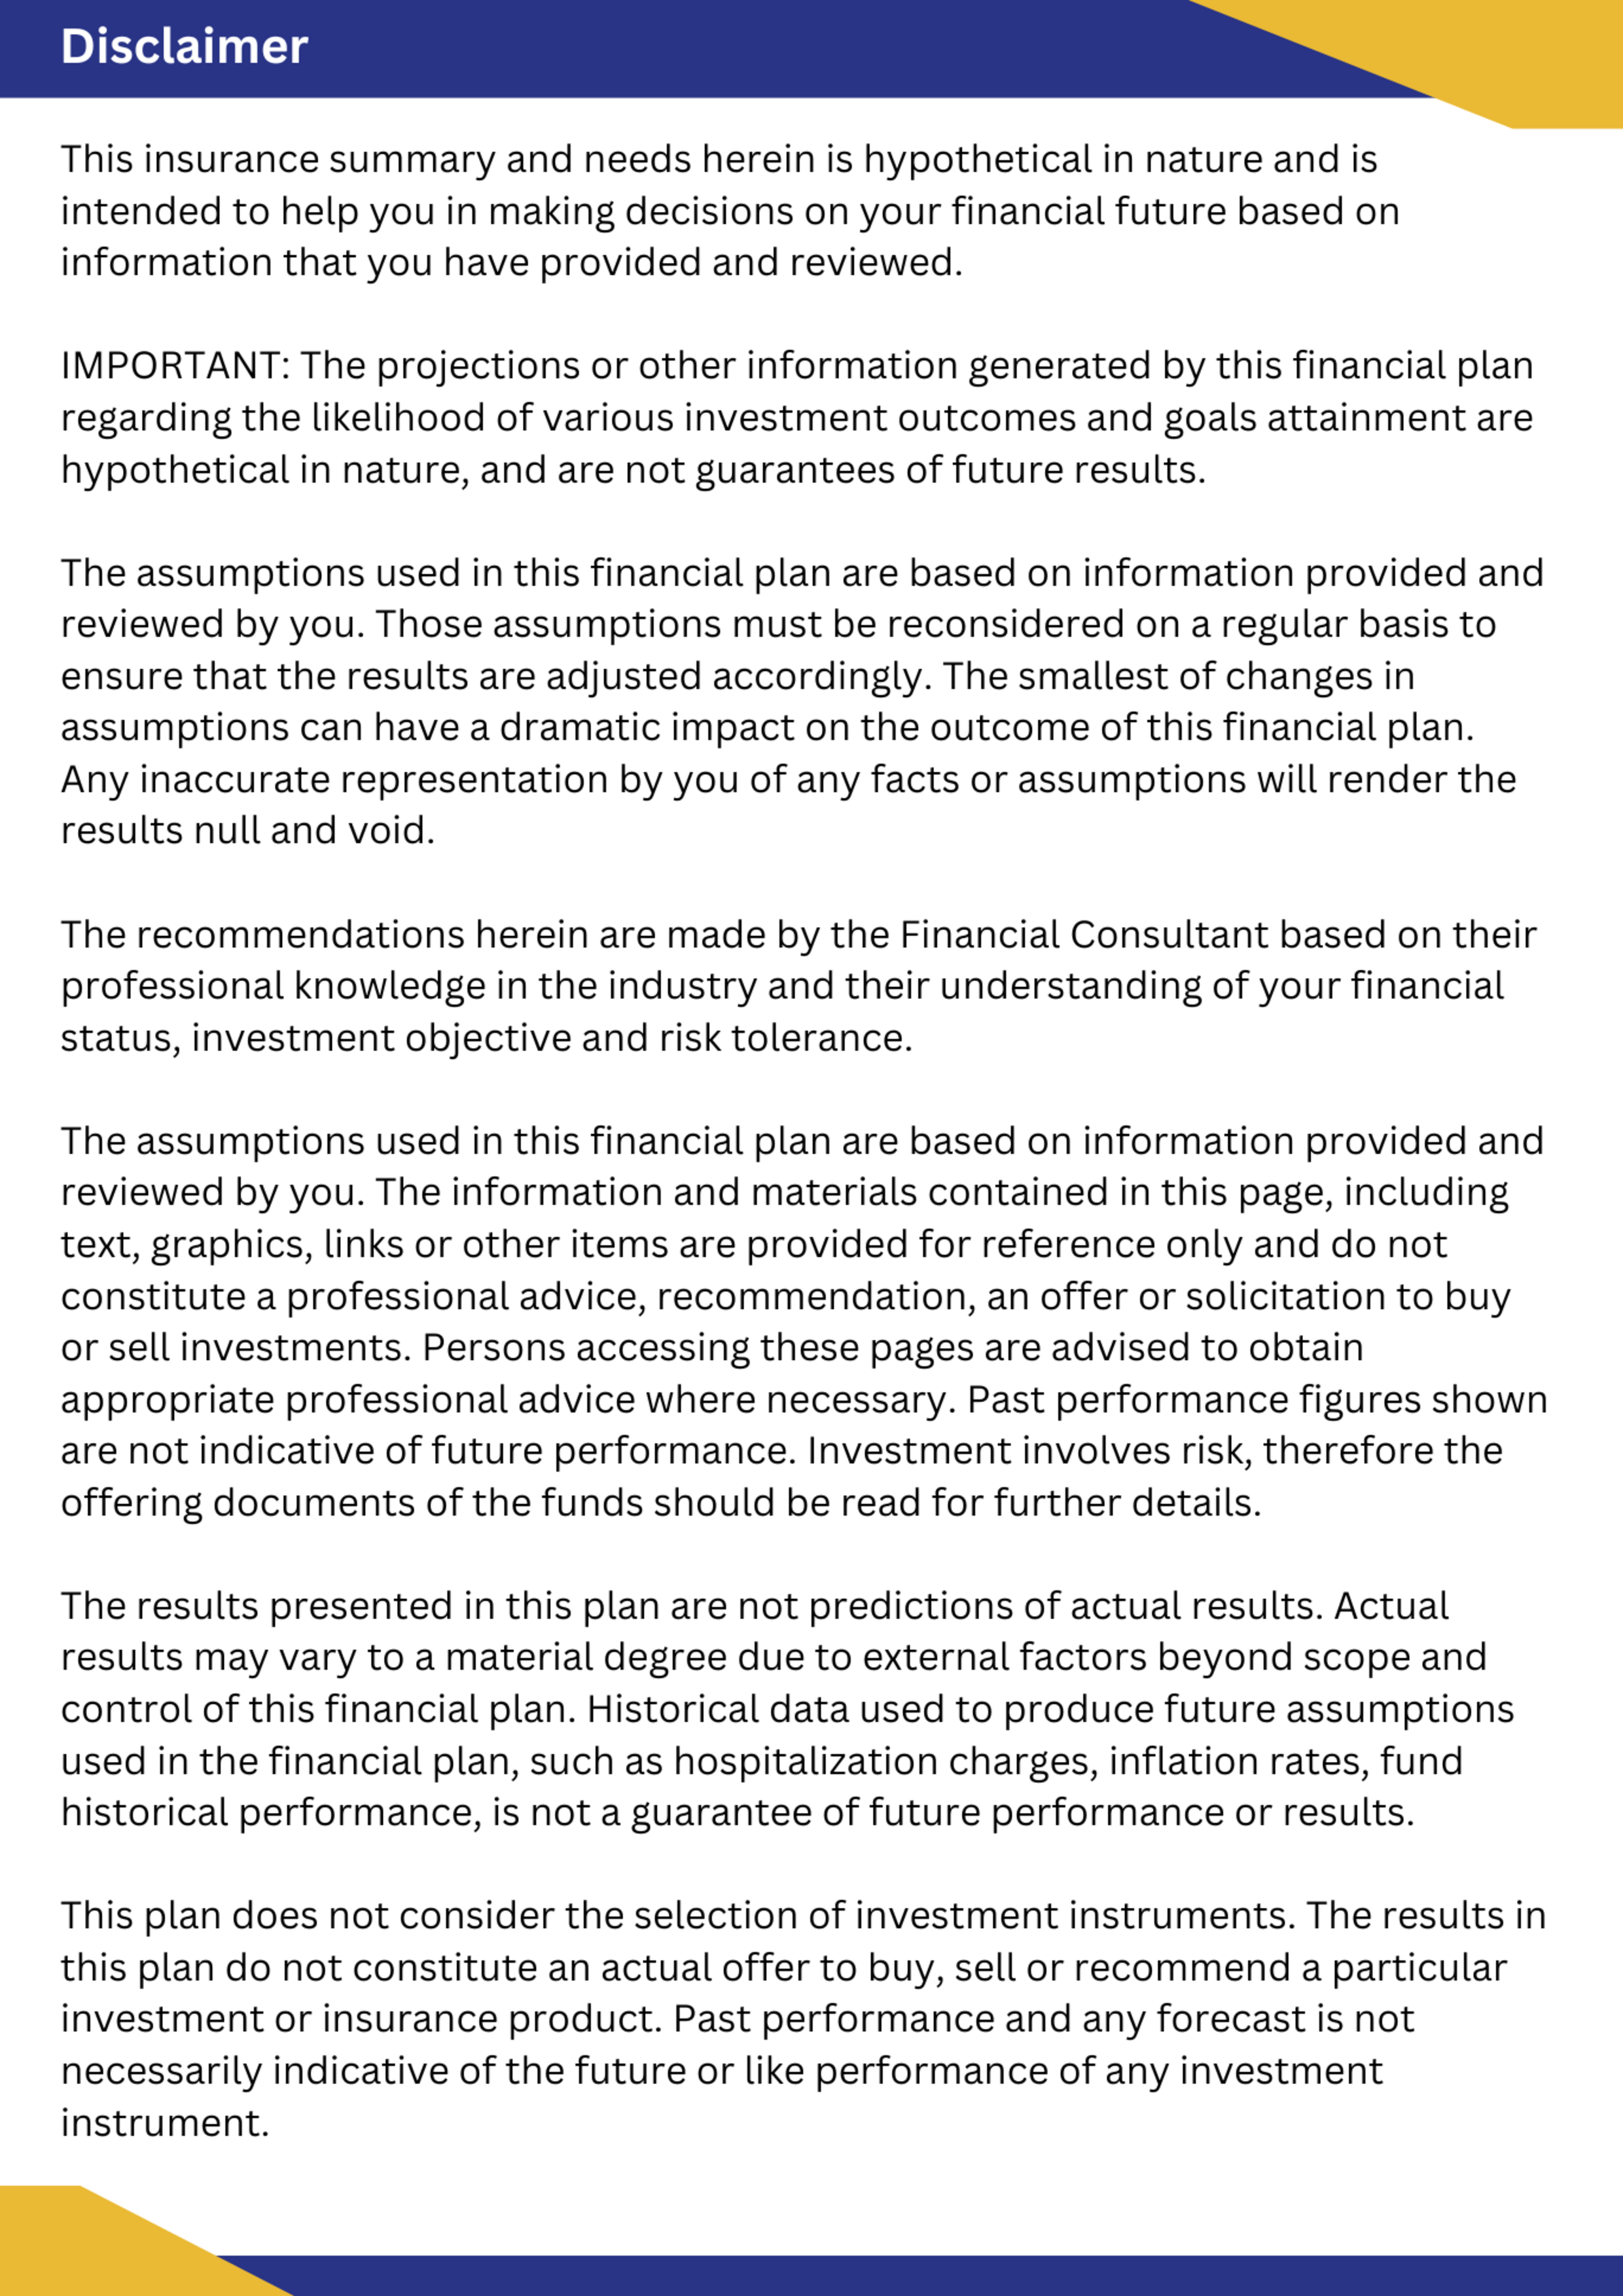 Disclaimer
This insurance summary and needs herein is hypothetical in nature and is
intended to help you in making decisions on your financial future based on
information that you have provided and reviewed.
IMPORTANT: The projections or other information generated by this financial plan
regarding the likelihood of various investment outcomes and goals attainment are
hypothetical in nature, and are not guarantees of future results.
The assumptions used in this financial plan are based on information provided and
reviewed by you. Those assumptions must be reconsidered on a regular basis to
ensure that the results are adjusted accordingly. The smallest of changes in
assumptions can have a dramatic impact on the outcome of this financial plan.
Any inaccurate representation by you of any facts or assumptions will render the
results null and void.
The recommendations herein are made by the Financial Consultant based on their
professional knowledge in the industry and their understanding of your financial
status, investment objective and risk tolerance.
The assumptions used in this financial plan are based on information provided and
reviewed by you. The information and materials contained in this page, including
text, graphics, links or other items are provided for reference only and do not
constitute a professional advice, recommendation, an offer or solicitation to buy
or sell investments. Persons accessing these pages are advised to obtain
appropriate professional advice where necessary. Past performance figures shown
are not indicative of future performance. Investment involves risk, therefore the
offering documents of the funds should be read for further details.
The results presented in this plan are not predictions of actual results. Actual
results may vary to a material degree due to external factors beyond scope and
control of this financial plan. Historical data used to produce future assumptions
used in the financial plan, such as hospitalization charges, inflation rates, fund
historical performance, is not a guarantee of future performance or results.
This plan does not consider the selection of investment instruments. The results in
this plan do not constitute an actual offer to buy, sell or recommend a particular
investment or insurance product. Past performance and any forecast is not
necessarily indicative of the future or like performance of any investment
instrument.